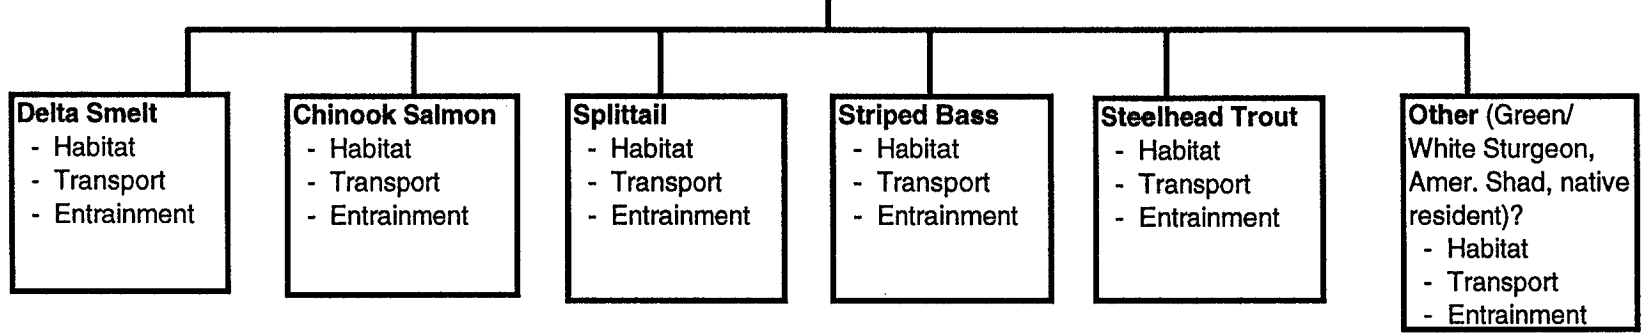 Delta Smelt
- Habitat
- Transport
- Entrainment
Chinook Salmon
- Habitat
- Transport
- Entrainment
Splittail
- Habitat
- Transport
- Entrainment
Striped Bass
- Habitat
- Transport
- Entrainment
Steelhead Trout
- Habitat
- Transport
- Entrainment
Other (Green/
White Sturgeon,
Amer. Shad, native
resident)?
- Habitat
- Transport
- Entrainment